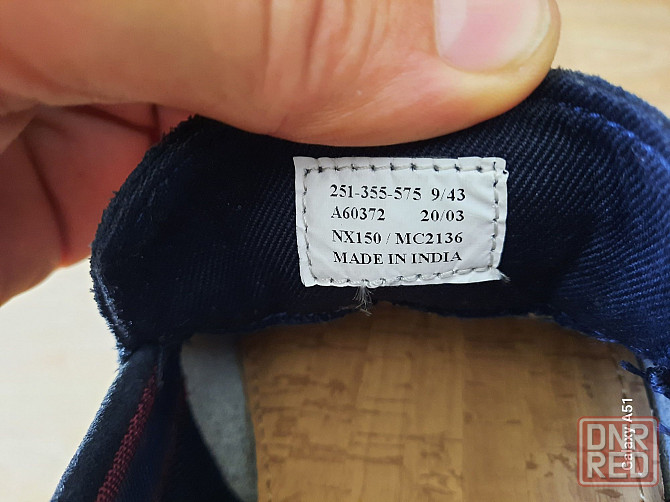 251-355-575 9/43
A60372 20/03
NX150 / MC2136
MADE IN INDIA
Galaxy A51
DNR
RED